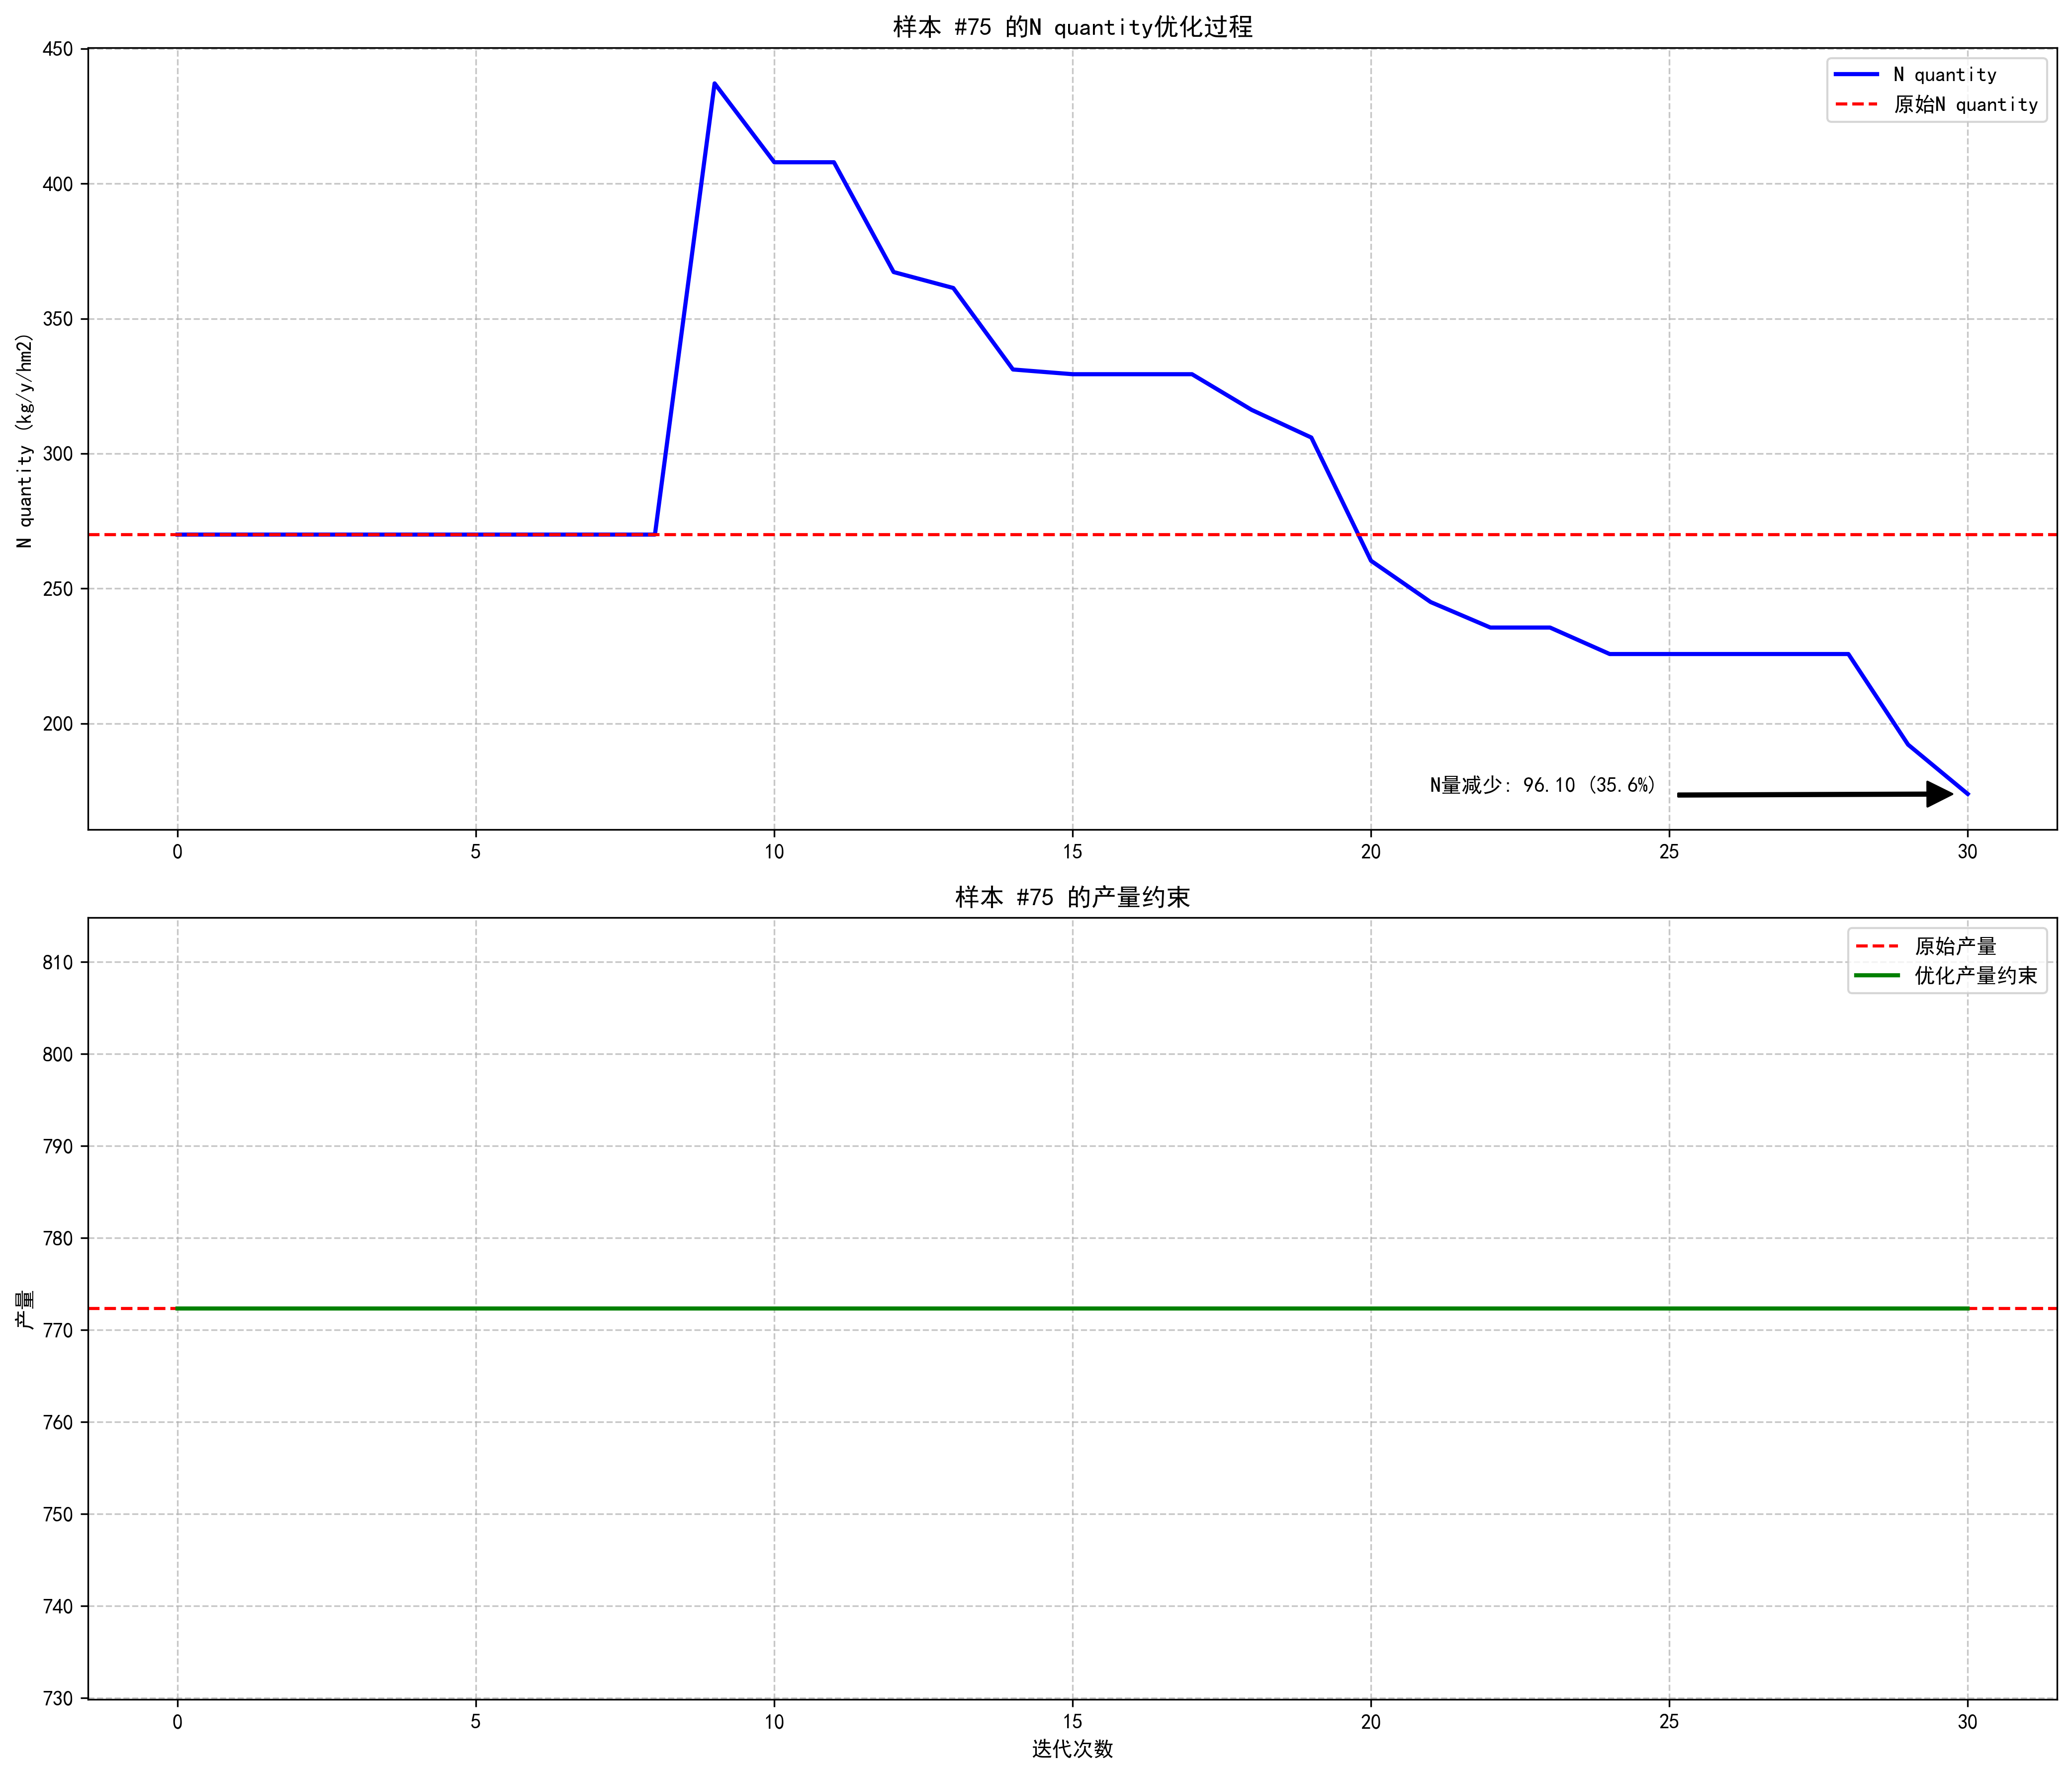 样本 #75 的N quantity优化过程
N quantity (kg/y/hm2)
450
400
350
300
250
200
N quantity
原始N quantity
N量减少: 96.10 (35.6%)
0 5 10 15 20 25 30
样本 #75 的产量约束
产量
810
800
790
780
770
760
750
740
730
原始产量
优化产量约束
0 5 10 15 20 25 30
迭代次数